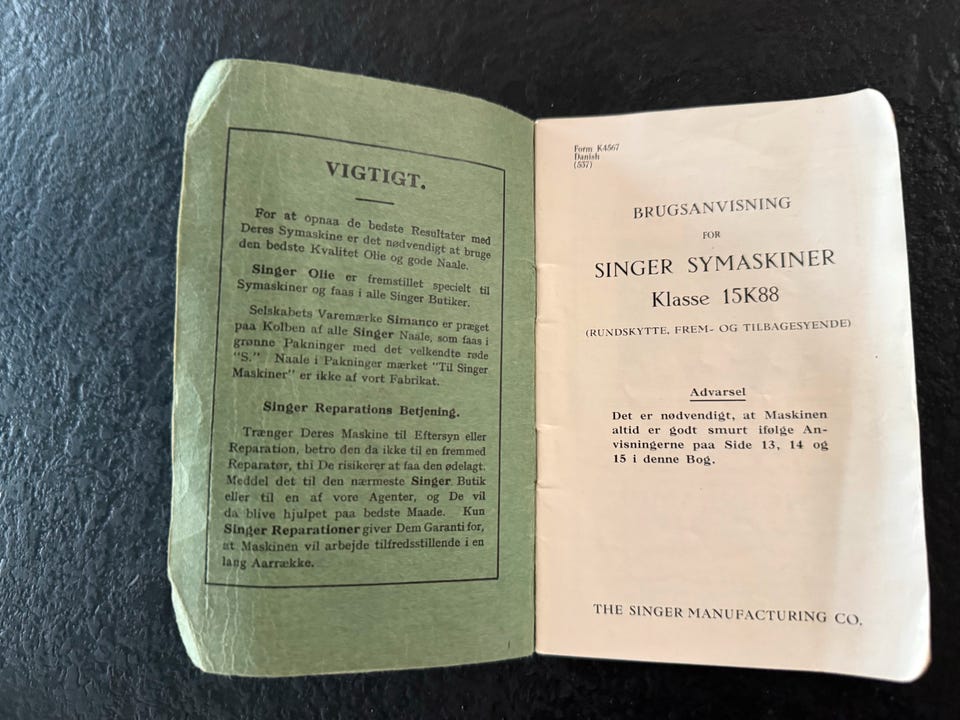 VIGTIGT.
For at opnaa de bedste Resultater med
Deres Symaskine er det nødvendigt at bruge
den bedste Kvalitet Olie og gode Naale.
Singer Olie er fremstillet specielt til
Symaskiner og faas i alle Singer Butiker.
Selskabets Varemærke Simanco er præget
paa Kolben af alle Singer Naale, som faas i
grønne Pakninger med det velkendte røde
"S." Naale i Pakninger mærket "Til Singer
Maskiner" er ikke af vort Fabrikat.
Singer Reparations Betjening.
Trænger Deres Maskine til Eftersyn eller
Reparation, betro den da ikke til en fremmed
Reparatør, thi De risikerer at faa den ødelagt.
Meddel det til den nærmeste Singer Butik
eller til en af vore Agenter, og De vil
da blive hjulpet paa bedste Maade. Kun
Singer Reparationer giver Dem Garanti for,
at Maskinen vil arbejde tilfredsstillende i en
lang Aarrække.
Form K4567
Danish
(537)
BRUGSANVISNING
FOR
SINGER SYMASKINER
Klasse 15K88
(RUNDSKYTTE, FREM- OG TILBAGESYENDE)
Advarsel
Det er nødvendigt, at Maskinen
altid er godt smurt ifølge An-
visningerne paa Side 13, 14 og
15 i denne Bog.
THE SINGER MANUFACTURING CO.